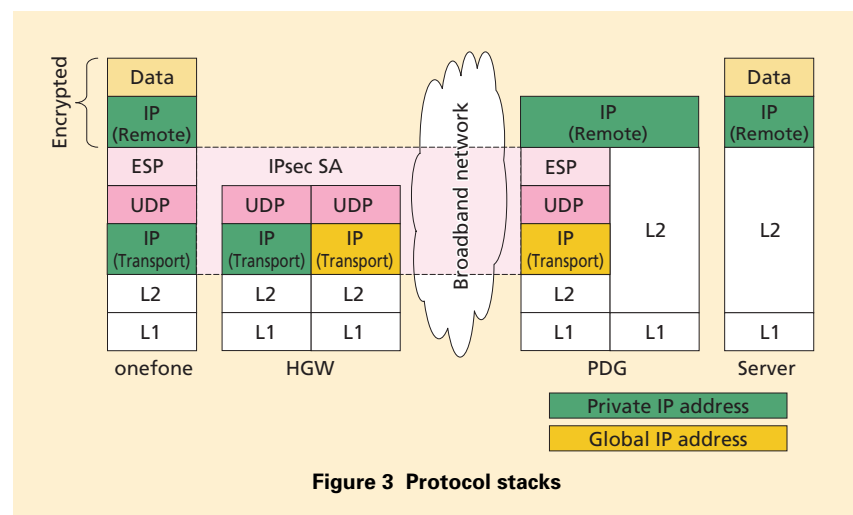 Encrypted
Data
IP
(Remote)
ESP
UDP
IP
(Transport)
L2
L1
onefone
IPsec SA
UDP UDP
IP IP
(Transport) (Transport)
L2 L2
L1 L1
HGW
Broadband network
IP
(Remote)
ESP
UDP
IP
(Transport)
L2
L2
L1 L1
PDG
Data
IP
(Remote)
L2
L1
Server
Private IP address
Global IP address
Figure 3 Protocol stacks